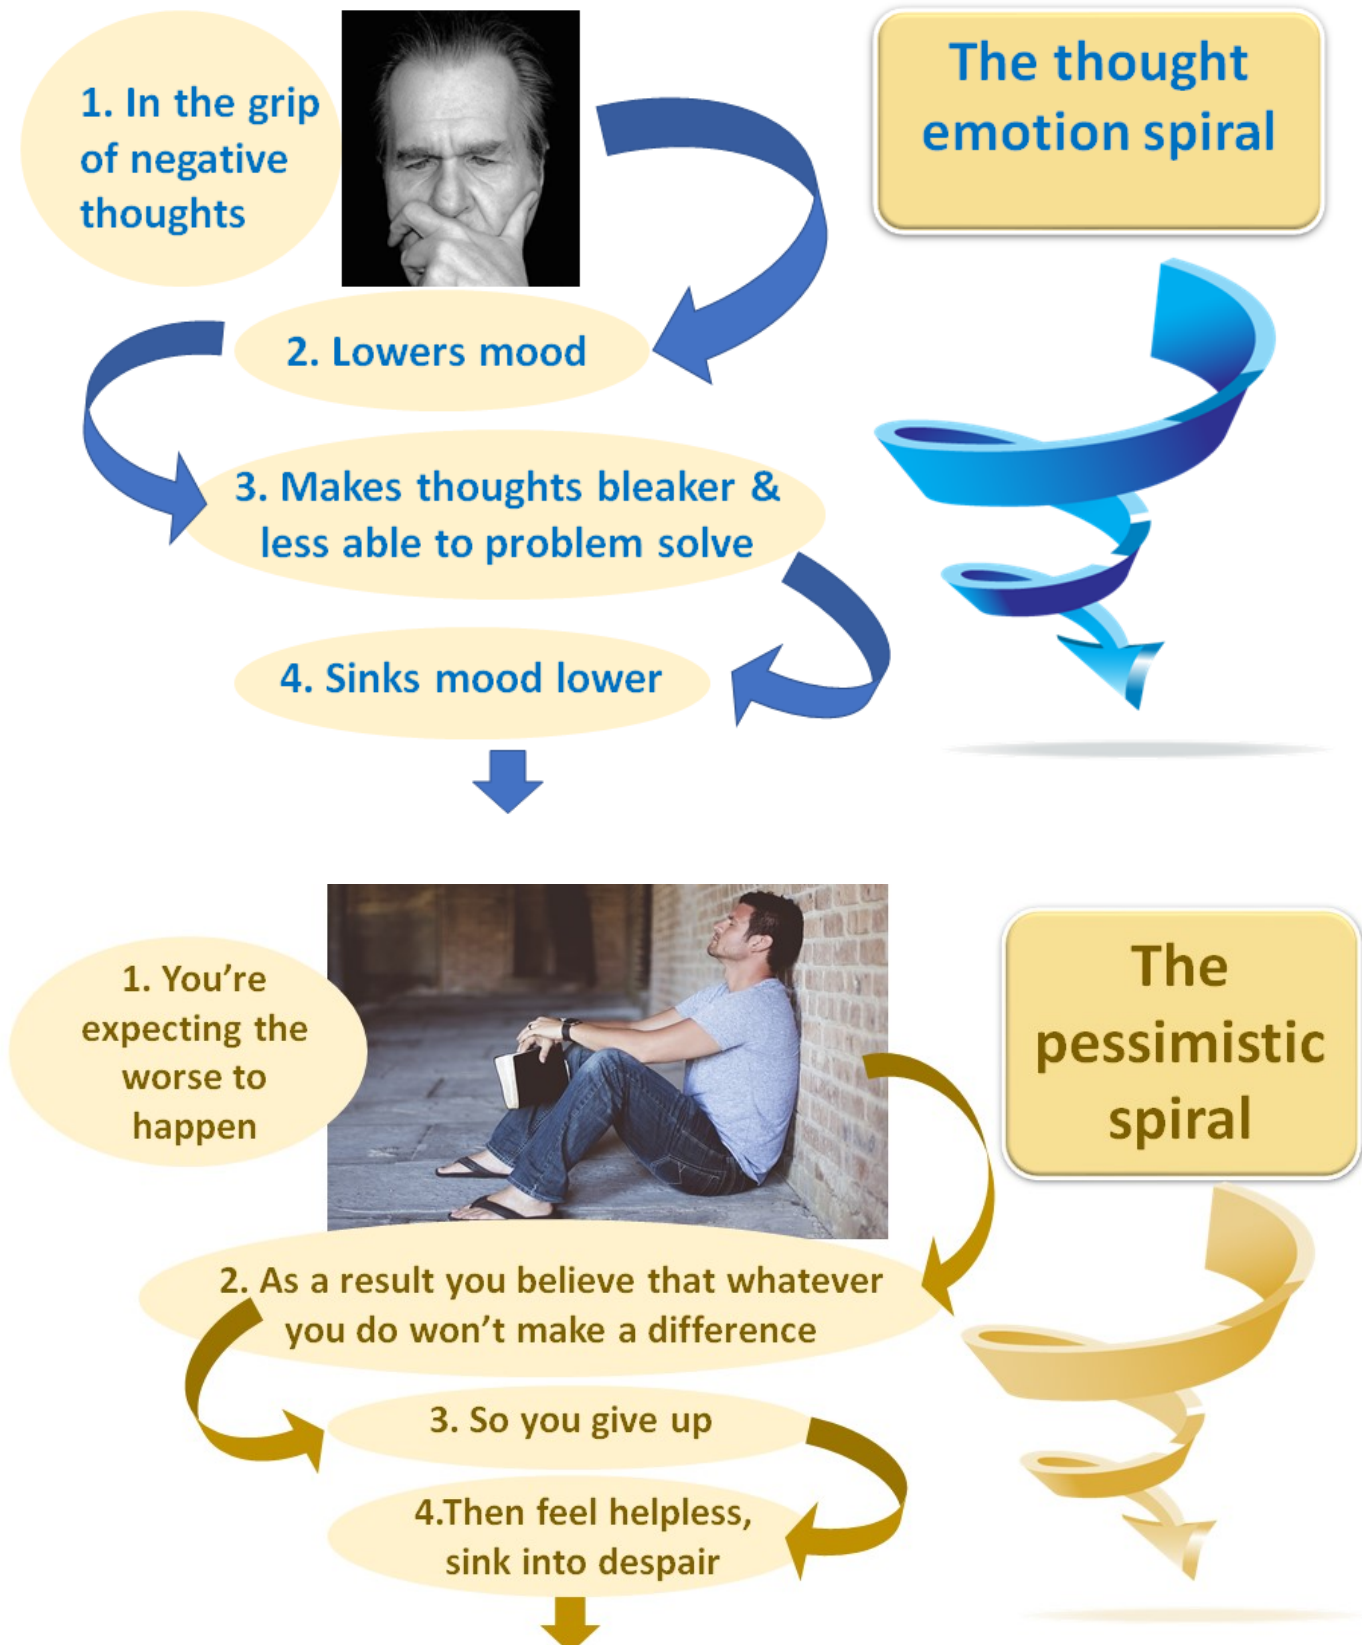 The thought
emotion spiral
1. In the grip
of negative
thoughts
2. Lowers mood
3. Makes thoughts bleaker &
less able to problem solve
4. Sinks mood lower
The
pessimistic
spiral
1. You’re
expecting the
worse to
happen
2. As a result you believe that whatever
you do won’t make a difference
3. So you give up
4.Then feel helpless,
sink into despair